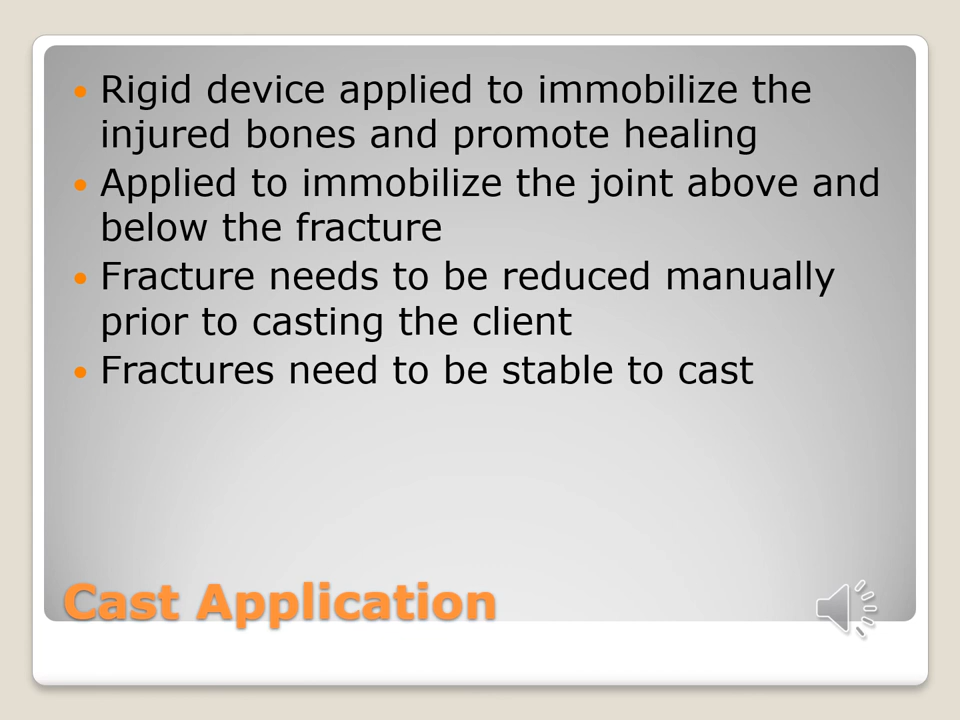 Rigid device applied to immobilize the
injured bones and promote healing
Applied to immobilize the joint above and
below the fracture
Fracture needs to be reduced manually
prior to casting the client
Fractures need to be stable to cast
Cast Application